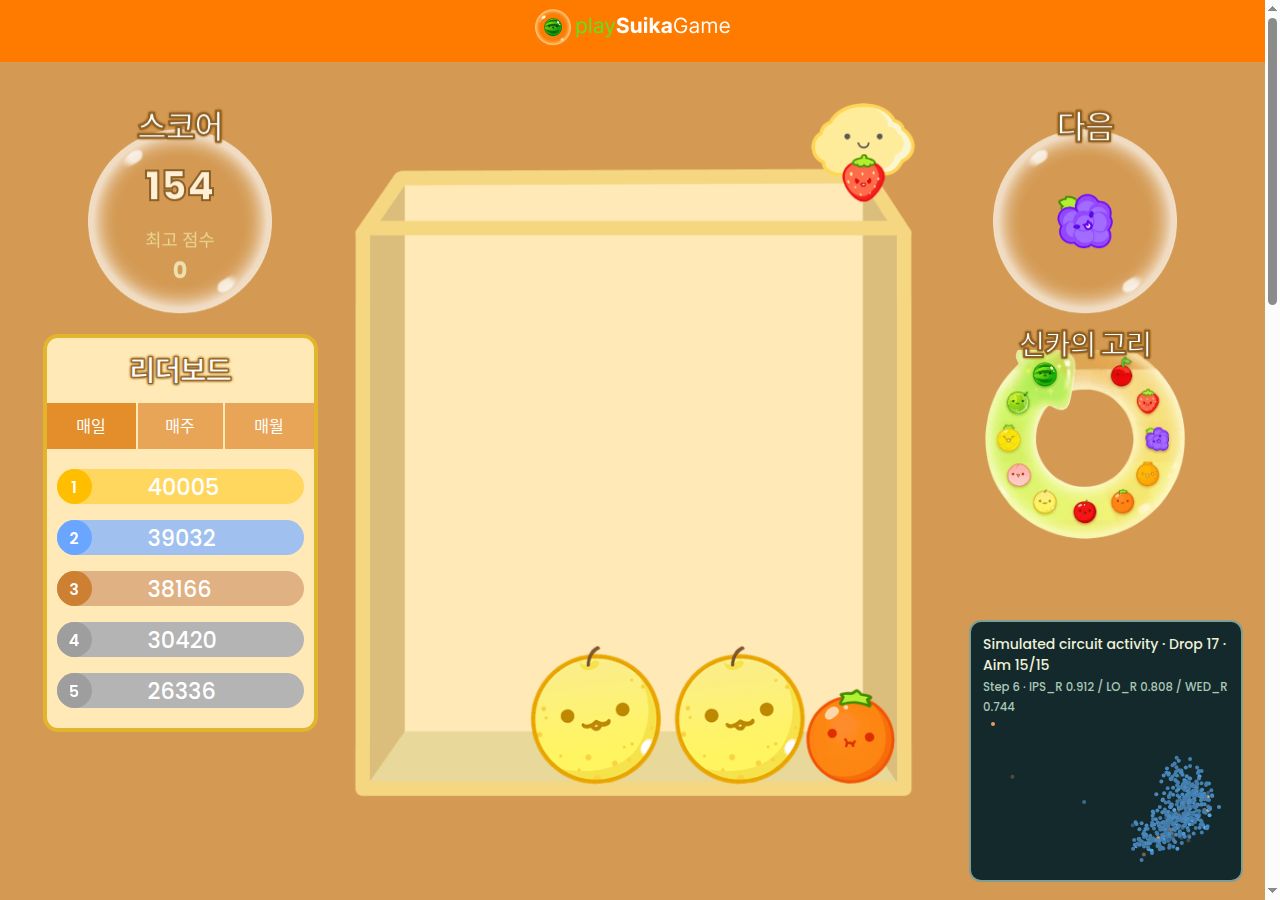 playSuikaGame
스코어
154
최고 점수
0
다음
리더보드
매일 매주 매월
1 40005
2 39032
3 38166
4 30420
5 26336
신카의 고리
Simulated circuit activity · Drop 17 ·
Aim 15/15
Step 6 · IPS_R 0.912 / LO_R 0.808 / WED_R
0.744